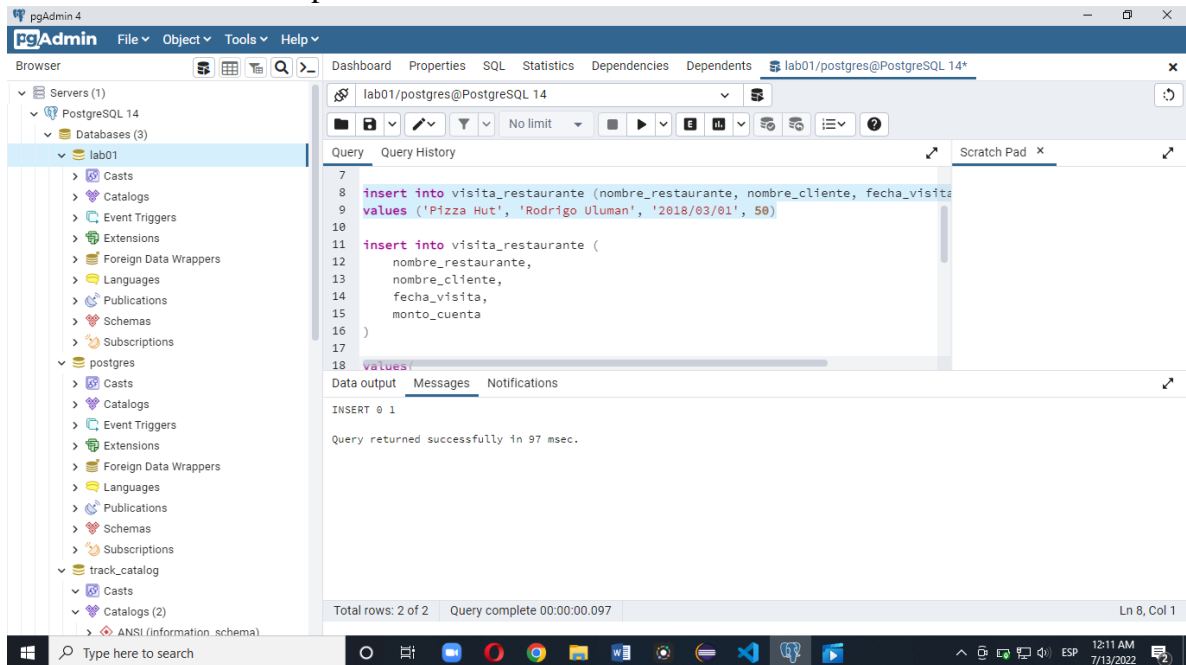 pgAdmin 4
pgAdmin File Object Tools Help
Browser
Dashboard Properties SQL Statistics Dependencies Dependents lab01/postgres@PostgreSQL 14*
Servers (1)
PostgreSQL 14
Databases (3)
lab01
Casts
Catalogs
Event Triggers
Extensions
Foreign Data Wrappers
Languages
Publications
Schemas
Subscriptions
postgres
Casts
Catalogs
Event Triggers
Extensions
Foreign Data Wrappers
Languages
Publications
Schemas
Subscriptions
track_catalog
Casts
Catalogs (2)
ANSI (information_schema)
lab01/postgres@PostgreSQL 14
No limit
Query Query History
Scratch Pad
7
8 insert into visita_restaurante (nombre_restaurante, nombre_cliente, fecha_visita
9 values ('Pizza Hut', 'Rodrigo Uluman', '2018/03/01', 50)
10
11 insert into visita_restaurante (
12 nombre_restaurante,
13 nombre_cliente,
14 fecha_visita,
15 monto_cuenta
16 )
17
18 values(
Data output Messages Notifications
INSERT 0 1
Query returned successfully in 97 msec.
Total rows: 2 of 2 Query complete 00:00:00.097 Ln 8, Col 1
Type here to search
ESP
12:11 AM
7/13/2022
2